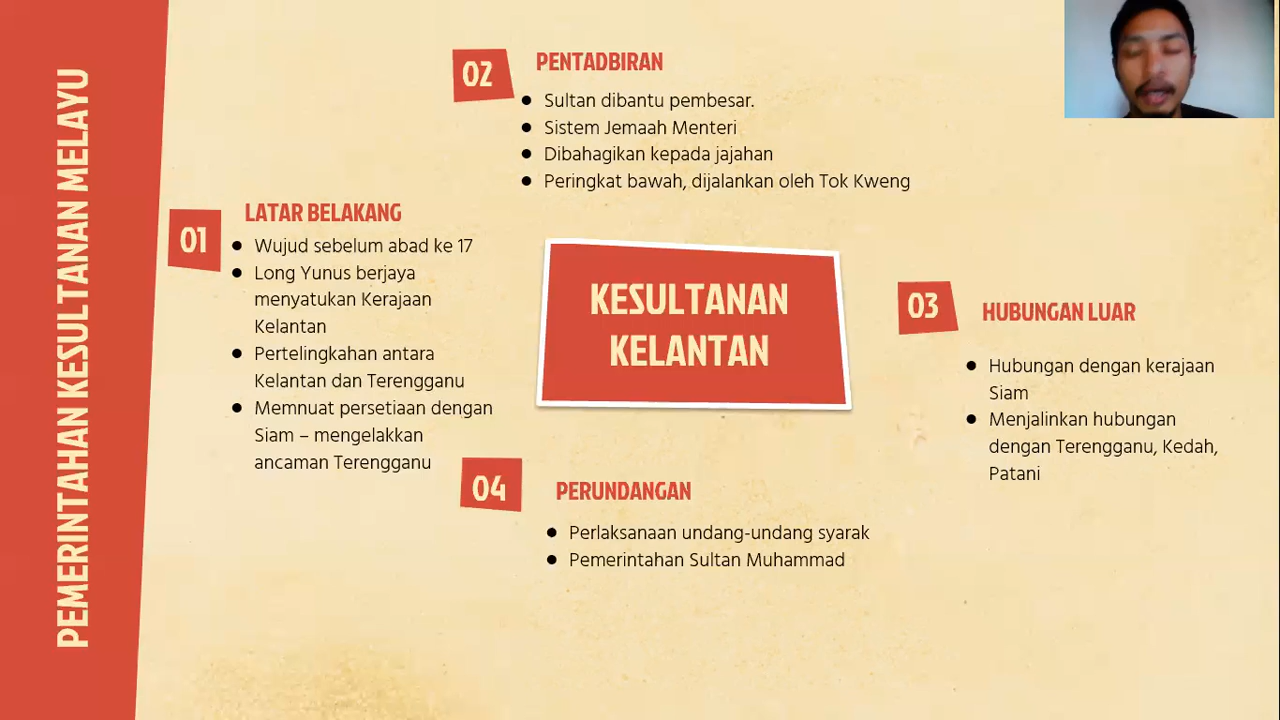 PEMERINTAHAN KESULTANAN MELAYU
01
LATAR BELAKANG
● Wujud sebelum abad ke 17
● Long Yunus berjaya
menyatukan Kerajaan
Kelantan
● Pertelingkahan antara
Kelantan dan Terengganu
● Memnuat persetiaan dengan
Siam – mengelakkan
ancaman Terengganu
02
PENTADBIRAN
● Sultan dibantu pembesar.
● Sistem Jemaah Menteri
● Dibahagikan kepada jajahan
● Peringkat bawah, dijalankan oleh Tok Kweng
KESULTANAN
KELANTAN
03
HUBUNGAN LUAR
● Hubungan dengan kerajaan
Siam
● Menjalinkan hubungan
dengan Terengganu, Kedah,
Patani
04
PERUNDANGAN
● Perlaksanaan undang-undang syarak
● Pemerintahan Sultan Muhammad